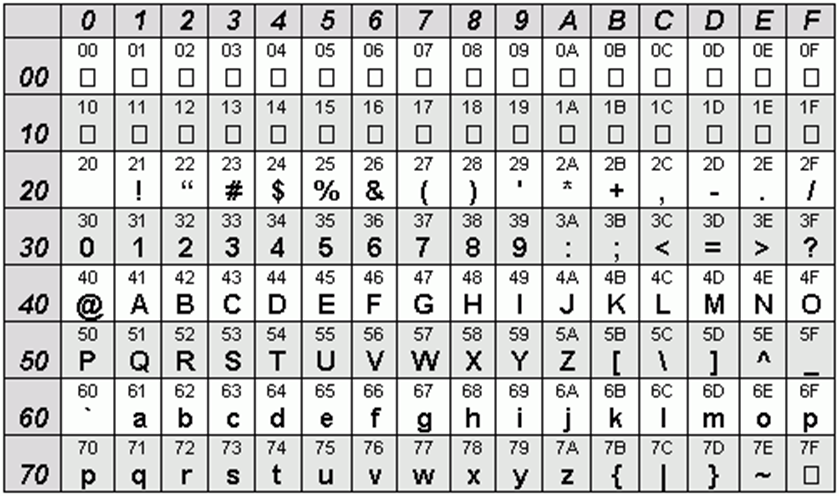 0 1 2 3 4 5 6 7 8 9 A B C D E F
00 01 02 03 04 05 06 07 08 09 0A 0B 0C 0D 0E 0F
00 □ □ □ □ □ □ □ □ □ □ □ □ □ □ □ □
10 11 12 13 14 15 16 17 18 19 1A 1B 1C 1D 1E 1F
10 □ □ □ □ □ □ □ □ □ □ □ □ □ □ □ □
20 21 22 23 24 25 26 27 28 29 2A 2B 2C 2D 2E 2F
20 ! “ # $ % & ( ) ' * + , - . /
30 31 32 33 34 35 36 37 38 39 3A 3B 3C 3D 3E 3F
30 0 1 2 3 4 5 6 7 8 9 : ; < = > ?
40 41 42 43 44 45 46 47 48 49 4A 4B 4C 4D 4E 4F
40 @ A B C D E F G H I J K L M N O
50 51 52 53 54 55 56 57 58 59 5A 5B 5C 5D 5E 5F
50 P Q R S T U V W X Y Z [ \ ] ^ _
60 61 62 63 64 65 66 67 68 69 6A 6B 6C 6D 6E 6F
60 ` a b c d e f g h i j k l m o p
70 71 72 73 74 75 76 77 78 79 7A 7B 7C 7D 7E 7F
70 p q r s t u v w x y z { | } ~ □